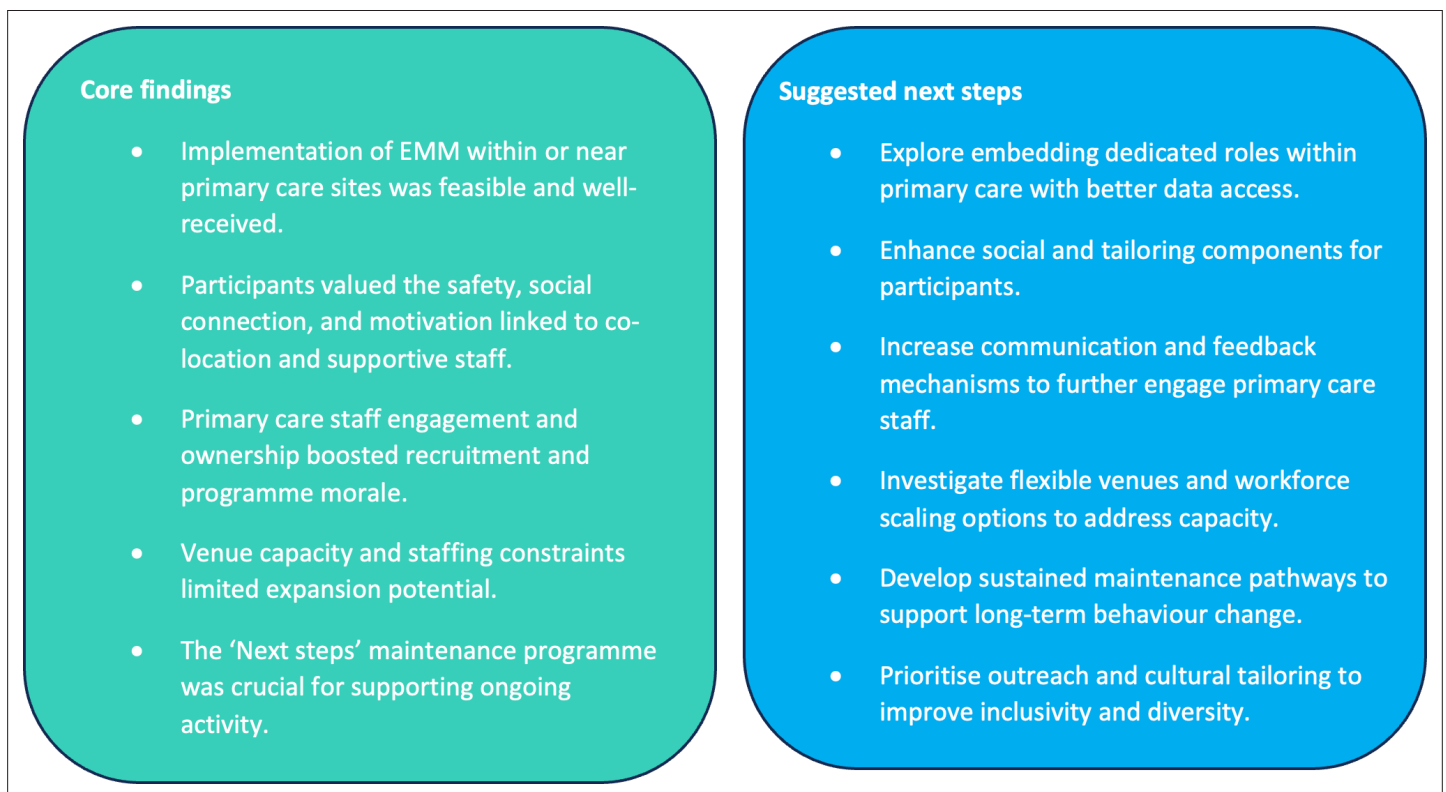 Core findings
• Implementation of EMM within or near
primary care sites was feasible and well-
received.
• Participants valued the safety, social
connection, and motivation linked to co-
location and supportive staff.
• Primary care staff engagement and
ownership boosted recruitment and
programme morale.
• Venue capacity and staffing constraints
limited expansion potential.
• The ‘Next steps’ maintenance programme
was crucial for supporting ongoing
activity.
Suggested next steps
• Explore embedding dedicated roles within
primary care with better data access.
• Enhance social and tailoring components for
participants.
• Increase communication and feedback
mechanisms to further engage primary care
staff.
• Investigate flexible venues and workforce
scaling options to address capacity.
• Develop sustained maintenance pathways to
support long-term behaviour change.
• Prioritise outreach and cultural tailoring to
improve inclusivity and diversity.